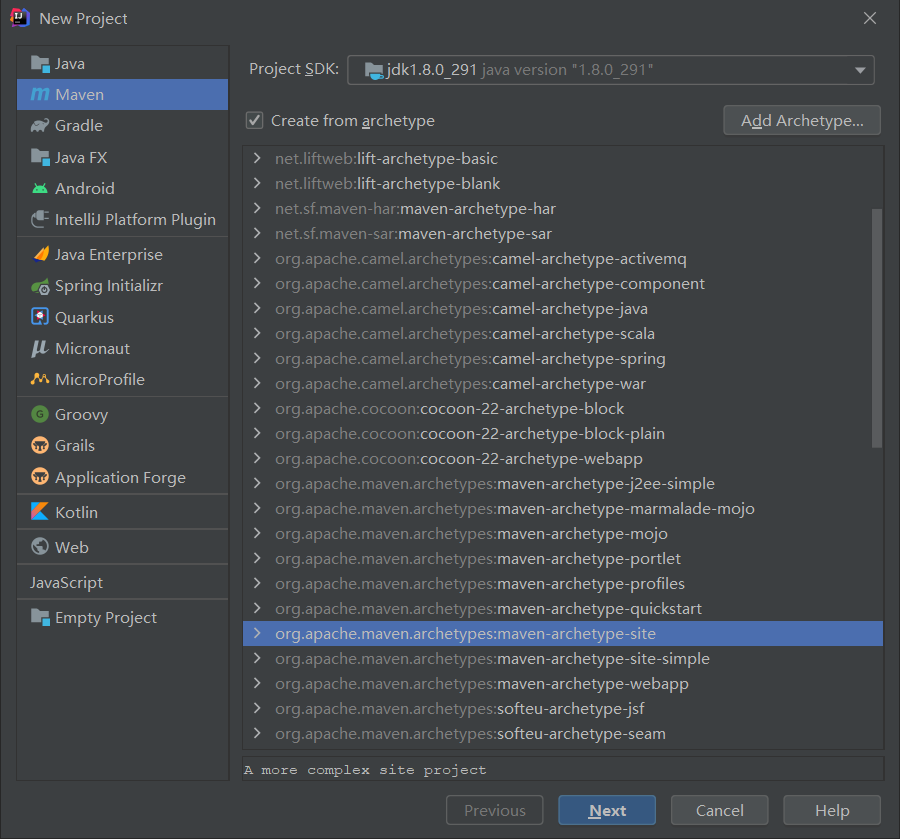 New Project
Java
Maven
Gradle
Java FX
Android
IntelliJ Platform Plugin
Java Enterprise
Spring Initializr
Quarkus
Micronaut
MicroProfile
Groovy
Grails
Application Forge
Kotlin
Web
JavaScript
Empty Project
Project SDK: jdk1.8.0_291 java version "1.8.0_291"
Create from archetype Add Archetype...
net.liftweb:lift-archetype-basic
net.liftweb:lift-archetype-blank
net.sf.maven-har:maven-archetype-har
net.sf.maven-sar:maven-archetype-sar
org.apache.camel.archetypes:camel-archetype-activemq
org.apache.camel.archetypes:camel-archetype-component
org.apache.camel.archetypes:camel-archetype-java
org.apache.camel.archetypes:camel-archetype-scala
org.apache.camel.archetypes:camel-archetype-spring
org.apache.camel.archetypes:camel-archetype-war
org.apache.cocoon:cocoon-22-archetype-block
org.apache.cocoon:cocoon-22-archetype-block-plain
org.apache.cocoon:cocoon-22-archetype-webapp
org.apache.maven.archetypes:maven-archetype-j2ee-simple
org.apache.maven.archetypes:maven-archetype-marmalade-mojo
org.apache.maven.archetypes:maven-archetype-mojo
org.apache.maven.archetypes:maven-archetype-portlet
org.apache.maven.archetypes:maven-archetype-profiles
org.apache.maven.archetypes:maven-archetype-quickstart
org.apache.maven.archetypes:maven-archetype-site
org.apache.maven.archetypes:maven-archetype-site-simple
org.apache.maven.archetypes:maven-archetype-webapp
org.apache.maven.archetypes:softeu-archetype-jsf
org.apache.maven.archetypes:softeu-archetype-seam
A more complex site project
Previous Next Cancel Help